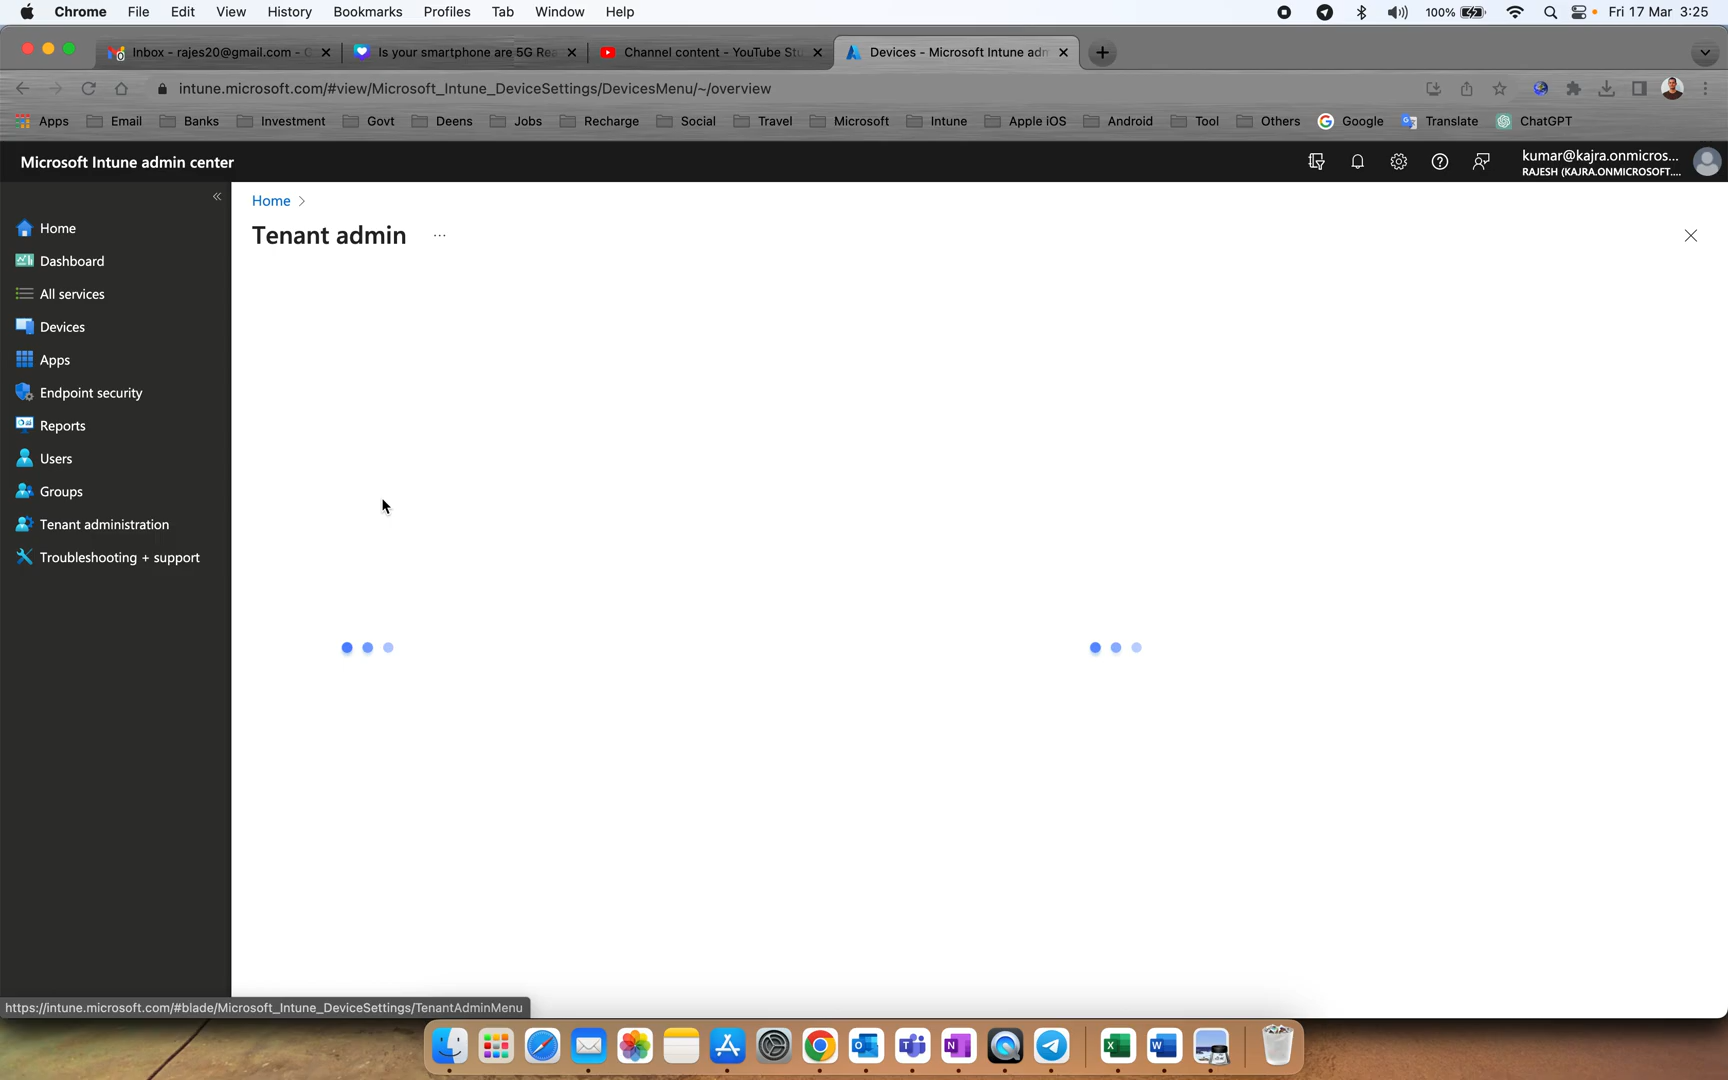 Chrome File Edit View History Bookmarks Profiles Tab Window Help 100% Fri 17 Mar 3:25
Inbox - rajes20@gmail.com - Is your smartphone are 5G Rea Channel content - YouTube Stu Devices - Microsoft Intune adm
intune.microsoft.com/#view/Microsoft_Intune_DeviceSettings/DevicesMenu/~/overview
Apps Email Banks Investment Govt Deens Jobs Recharge Social Travel Microsoft Intune Apple iOS Android Tool Others Google Translate ChatGPT
Microsoft Intune admin center
kumar@kajra.onmicros...
RAJESH (KAJRA.ONMICROSOFT....
Home >
Tenant admin ...
Home
Dashboard
All services
Devices
Apps
Endpoint security
Reports
Users
Groups
Tenant administration
Troubleshooting + support
https://intune.microsoft.com/#blade/Microsoft_Intune_DeviceSettings/TenantAdminMenu